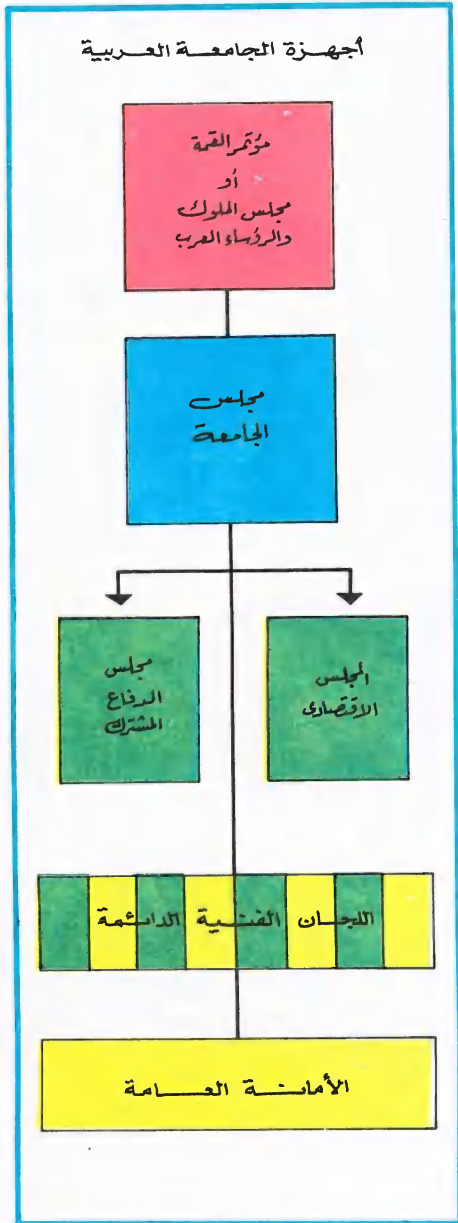 أجهزة الجامعة العربية
مؤتمر القمة
أو
مجلس الملوك
والرؤساء العرب
مجلس
الجامعة
المجلس
الاقتصادى
مجلس
الدفاع
المشترك
اللجان الفنية الدائمة
الأمانة العامة